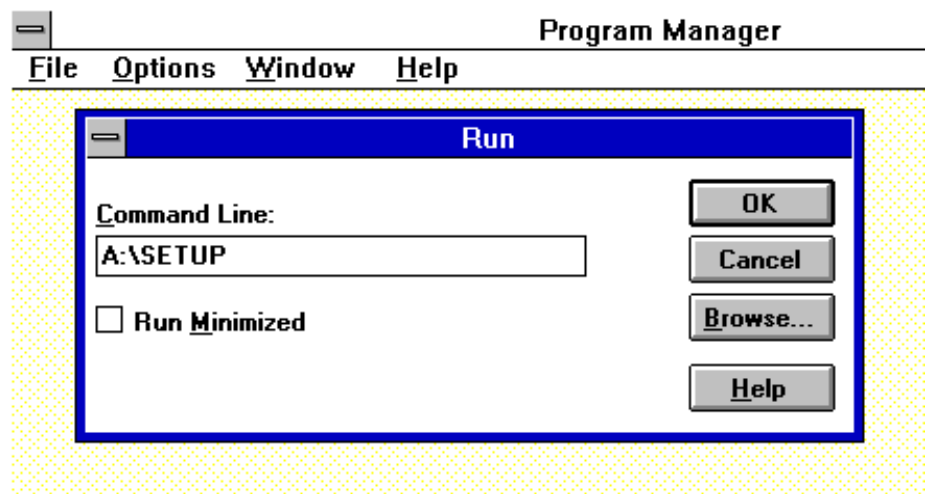 Program Manager
File Options Window Help
Run
Command Line:
A:\SETUP
Run Minimized
OK
Cancel
Browse...
Help